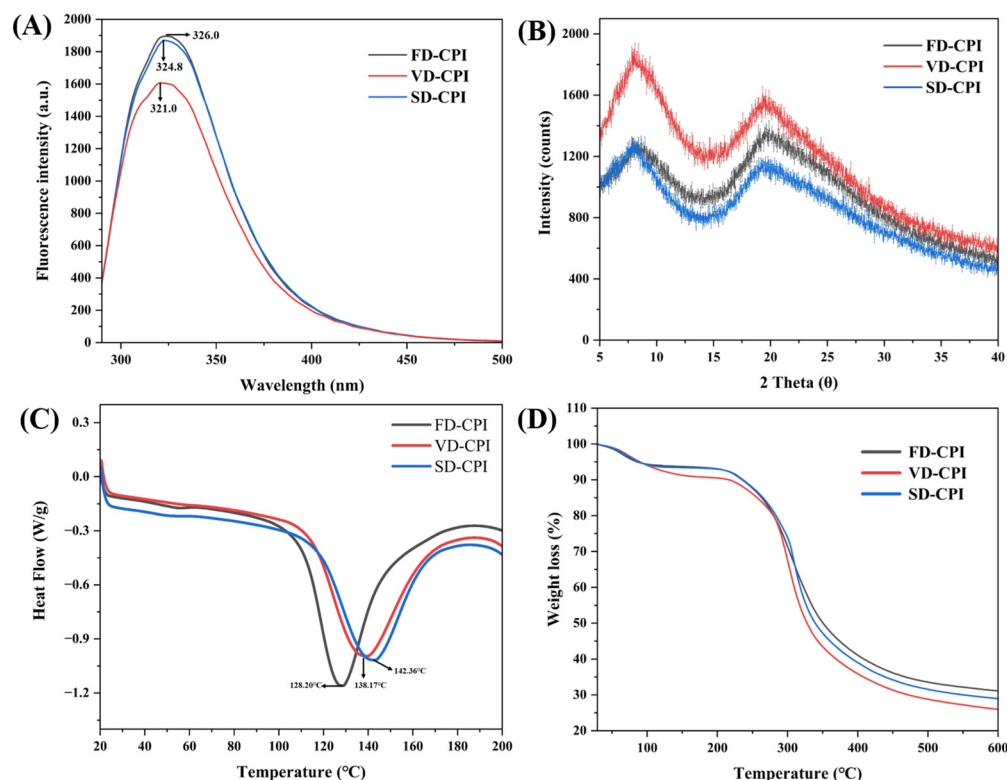 (A)
2000
1800
1600
1400
1200
1000
800
600
400
200
0
Fluorescence intensity (a.u.)
326.0
324.8
321.0
FD-CPI
VD-CPI
SD-CPI
300
350
400
450
500
Wavelength (nm)
(B)
2000
1600
1200
800
400
Intensity (counts)
FD-CPI
VD-CPI
SD-CPI
5
10
15
20
25
30
35
40
2 Theta (θ)
(C)
0.3
0.0
−0.3
−0.6
−0.9
−1.2
Heat Flow (W/g)
FD-CPI
VD-CPI
SD-CPI
128.20°C
138.17°C
142.36°C
20
40
60
80
100
120
140
160
180
200
Temperature (°C)
(D)
110
100
90
80
70
60
50
40
30
20
Weight loss (%)
FD-CPI
VD-CPI
SD-CPI
100
200
300
400
500
600
Temperature (°C)